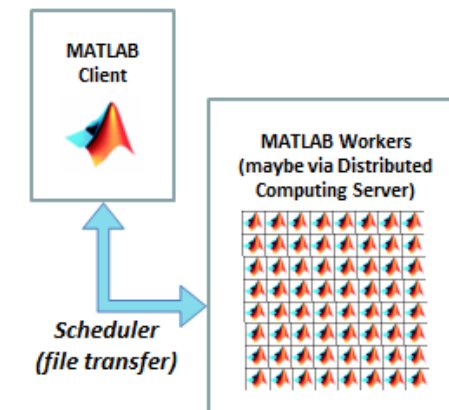 MATLAB
Client
MATLAB Workers
(maybe via Distributed
Computing Server)
Scheduler
(file transfer)